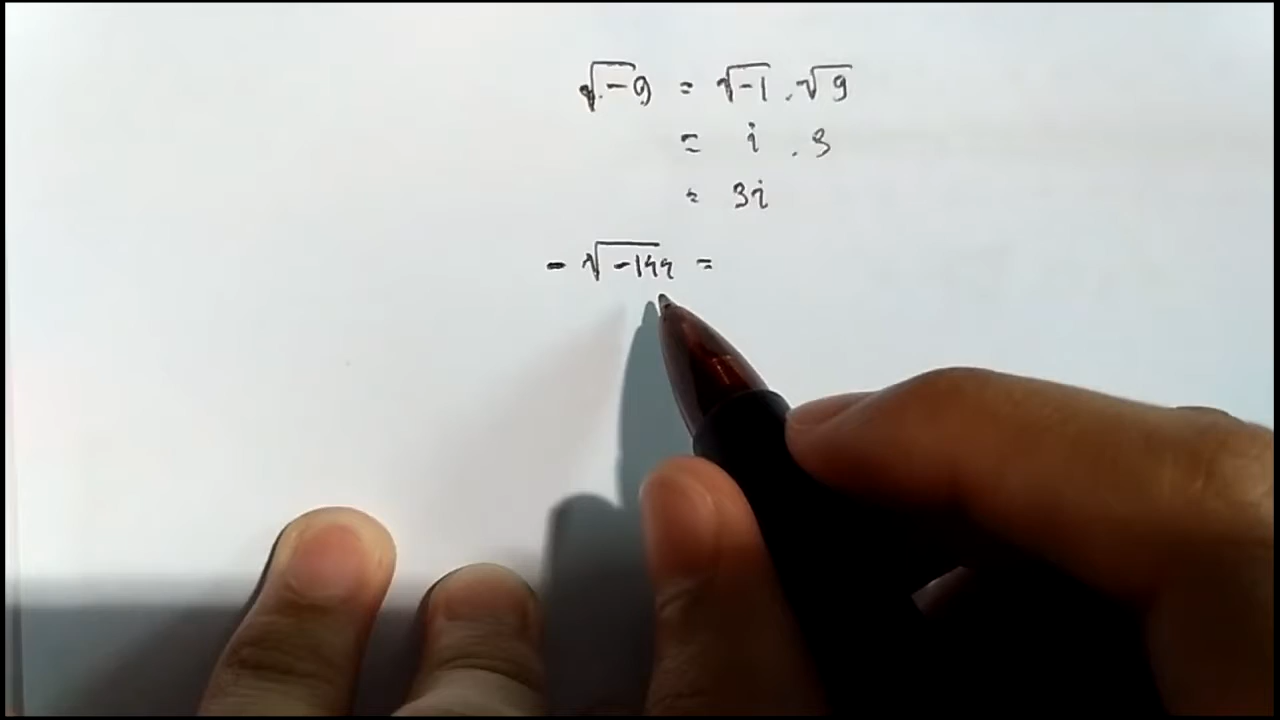 √-9 = √-1 . √9
= i . 3
= 3i
- √-144 =